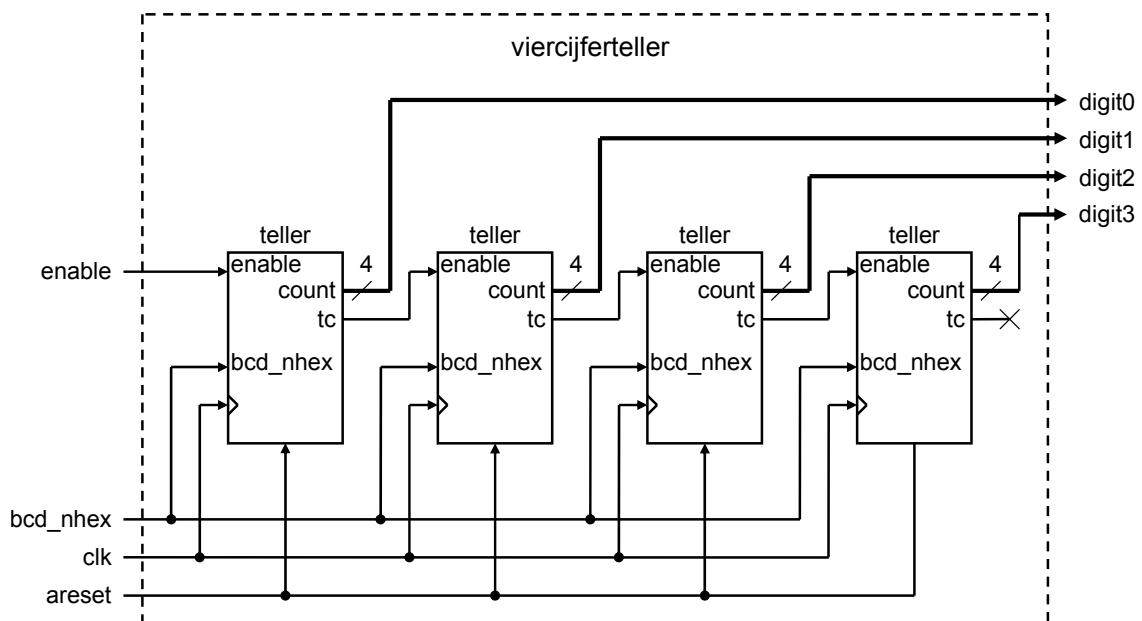 viercijferteller
digit0
digit1
digit2
digit3
teller
teller
teller
teller
enable
enable
4
count
tc
bcd_nhex
enable
4
count
tc
bcd_nhex
enable
4
count
tc
bcd_nhex
enable
4
count
tc
bcd_nhex
bcd_nhex
clk
areset